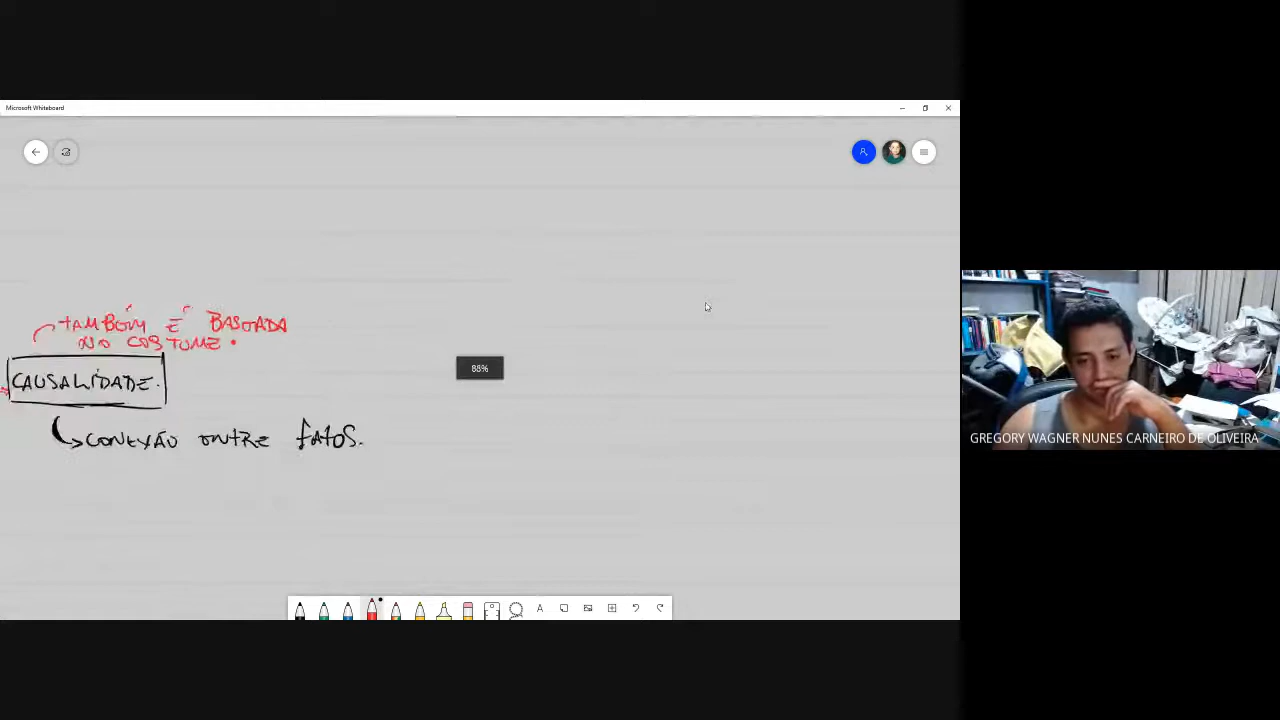 Microsoft Whiteboard
TAMBÉM É BASEADA
NO COSTUME.
CAUSALIDADE.
CONEXÃO ENTRE FATOS.
88%
A
GREGORY WAGNER NUNES CARNEIRO DE OLIVEIRA